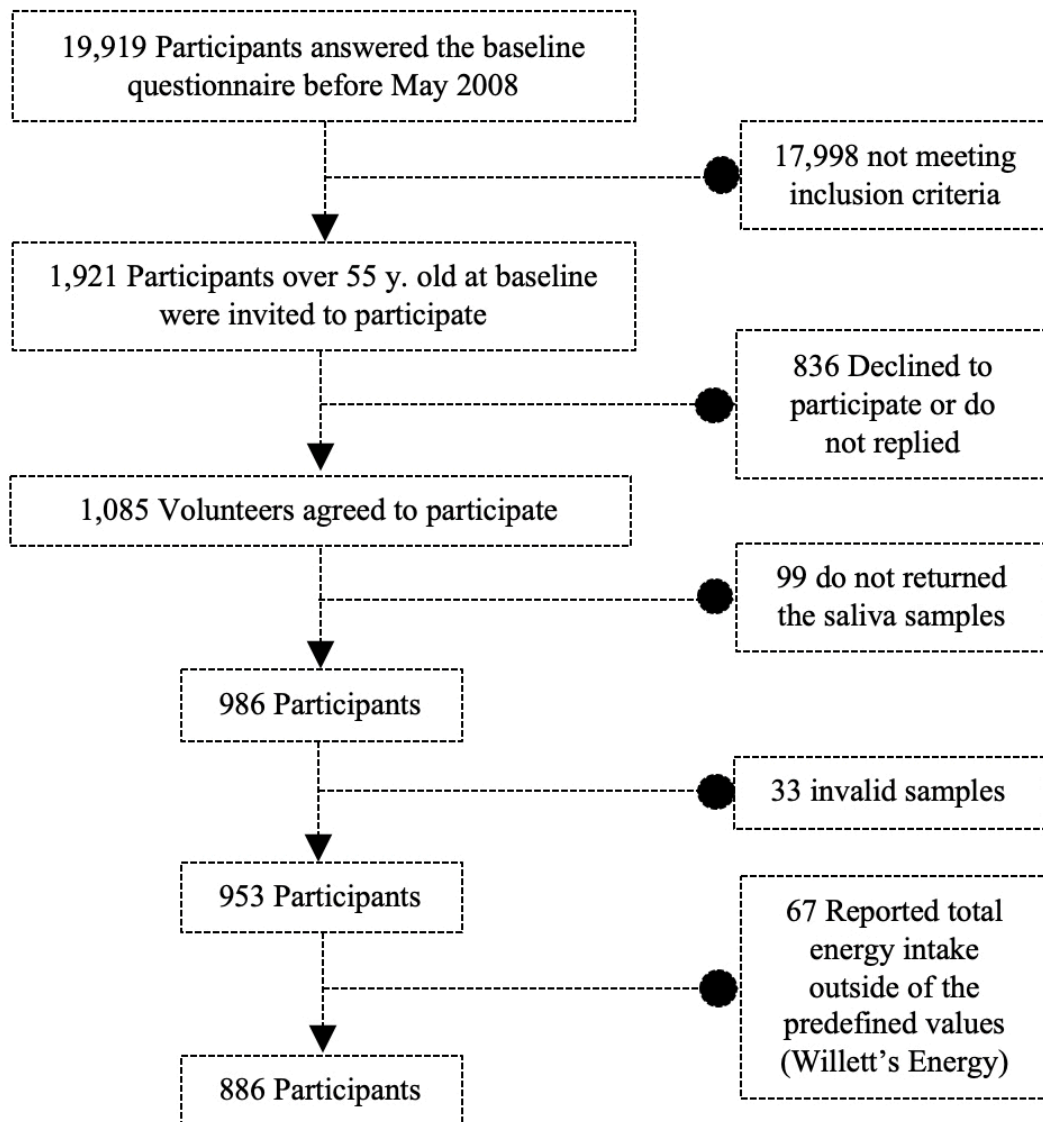 19,919 Participants answered the baseline
questionnaire before May 2008
17,998 not meeting
inclusion criteria
1,921 Participants over 55 y. old at baseline
were invited to participate
836 Declined to
participate or do
not replied
1,085 Volunteers agreed to participate
99 do not returned
the saliva samples
986 Participants
33 invalid samples
953 Participants
67 Reported total
energy intake
outside of the
predefined values
(Willett’s Energy)
886 Participants